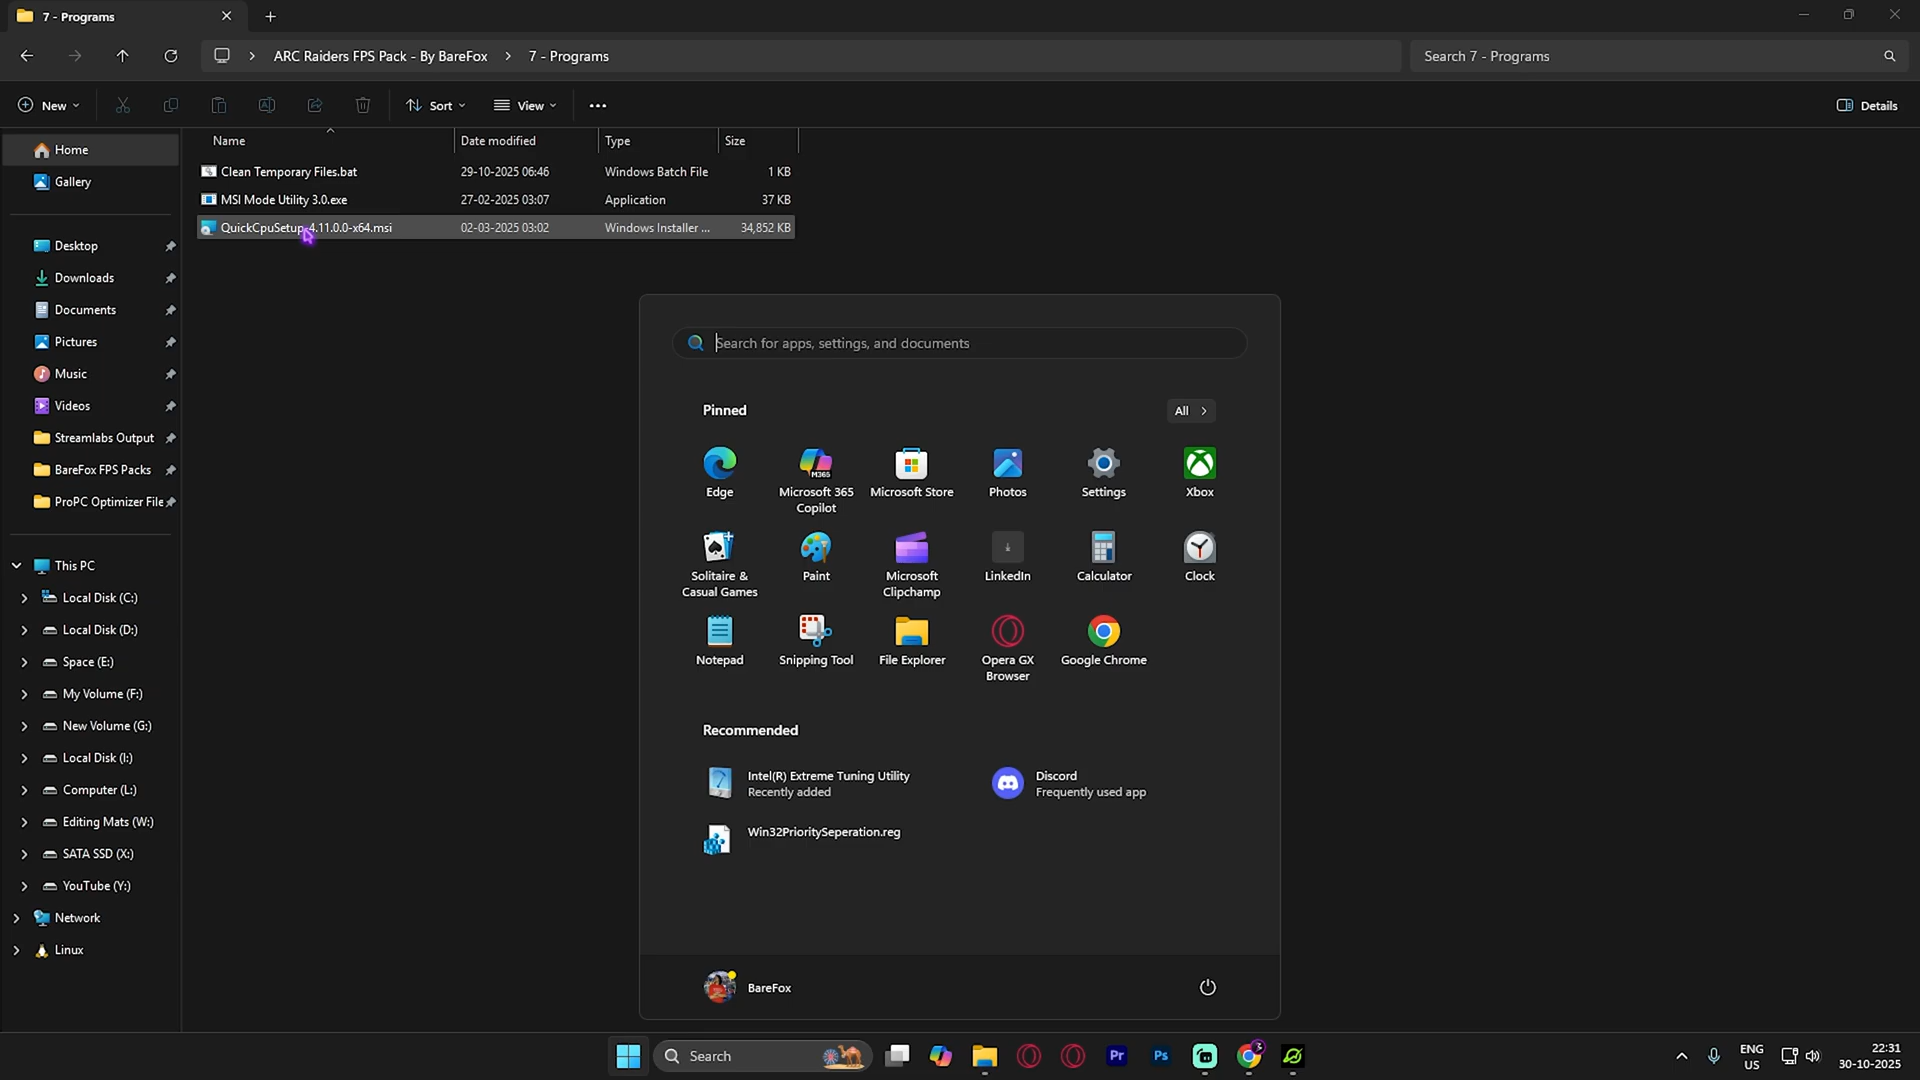 7 - Programs
ARC Raiders FPS Pack - By BareFox
7 - Programs
Search 7 - Programs
New
Sort
View
Details
Name
Date modified
Type
Size
Clean Temporary Files.bat
29-10-2025 06:46
Windows Batch File
1 KB
MSI Mode Utility 3.0.exe
27-02-2025 03:07
Application
37 KB
QuickCpuSetup-4.11.0.0-x64.msi
02-03-2025 03:02
Windows Installer ...
34,852 KB
Home
Gallery
Desktop
Downloads
Documents
Pictures
Music
Videos
Streamlabs Output
BareFox FPS Packs
ProPC Optimizer File
This PC
Local Disk (C:)
Local Disk (D:)
Space (E:)
My Volume (F:)
New Volume (G:)
Local Disk (I:)
Computer (L:)
Editing Mats (W:)
SATA SSD (X:)
YouTube (Y:)
Network
Linux
Search for apps, settings, and documents
Pinned
All
Edge
M365
Microsoft 365
Copilot
Microsoft Store
Photos
Settings
Xbox
Solitaire &
Casual Games
Paint
Microsoft
Clipchamp
LinkedIn
Calculator
Clock
Notepad
Snipping Tool
File Explorer
Opera GX
Browser
Google Chrome
Recommended
Intel(R) Extreme Tuning Utility
Recently added
Discord
Frequently used app
Win32PrioritySeperation.reg
BareFox
Search
Pr
Ps
3
ENG
US
22:31
30-10-2025